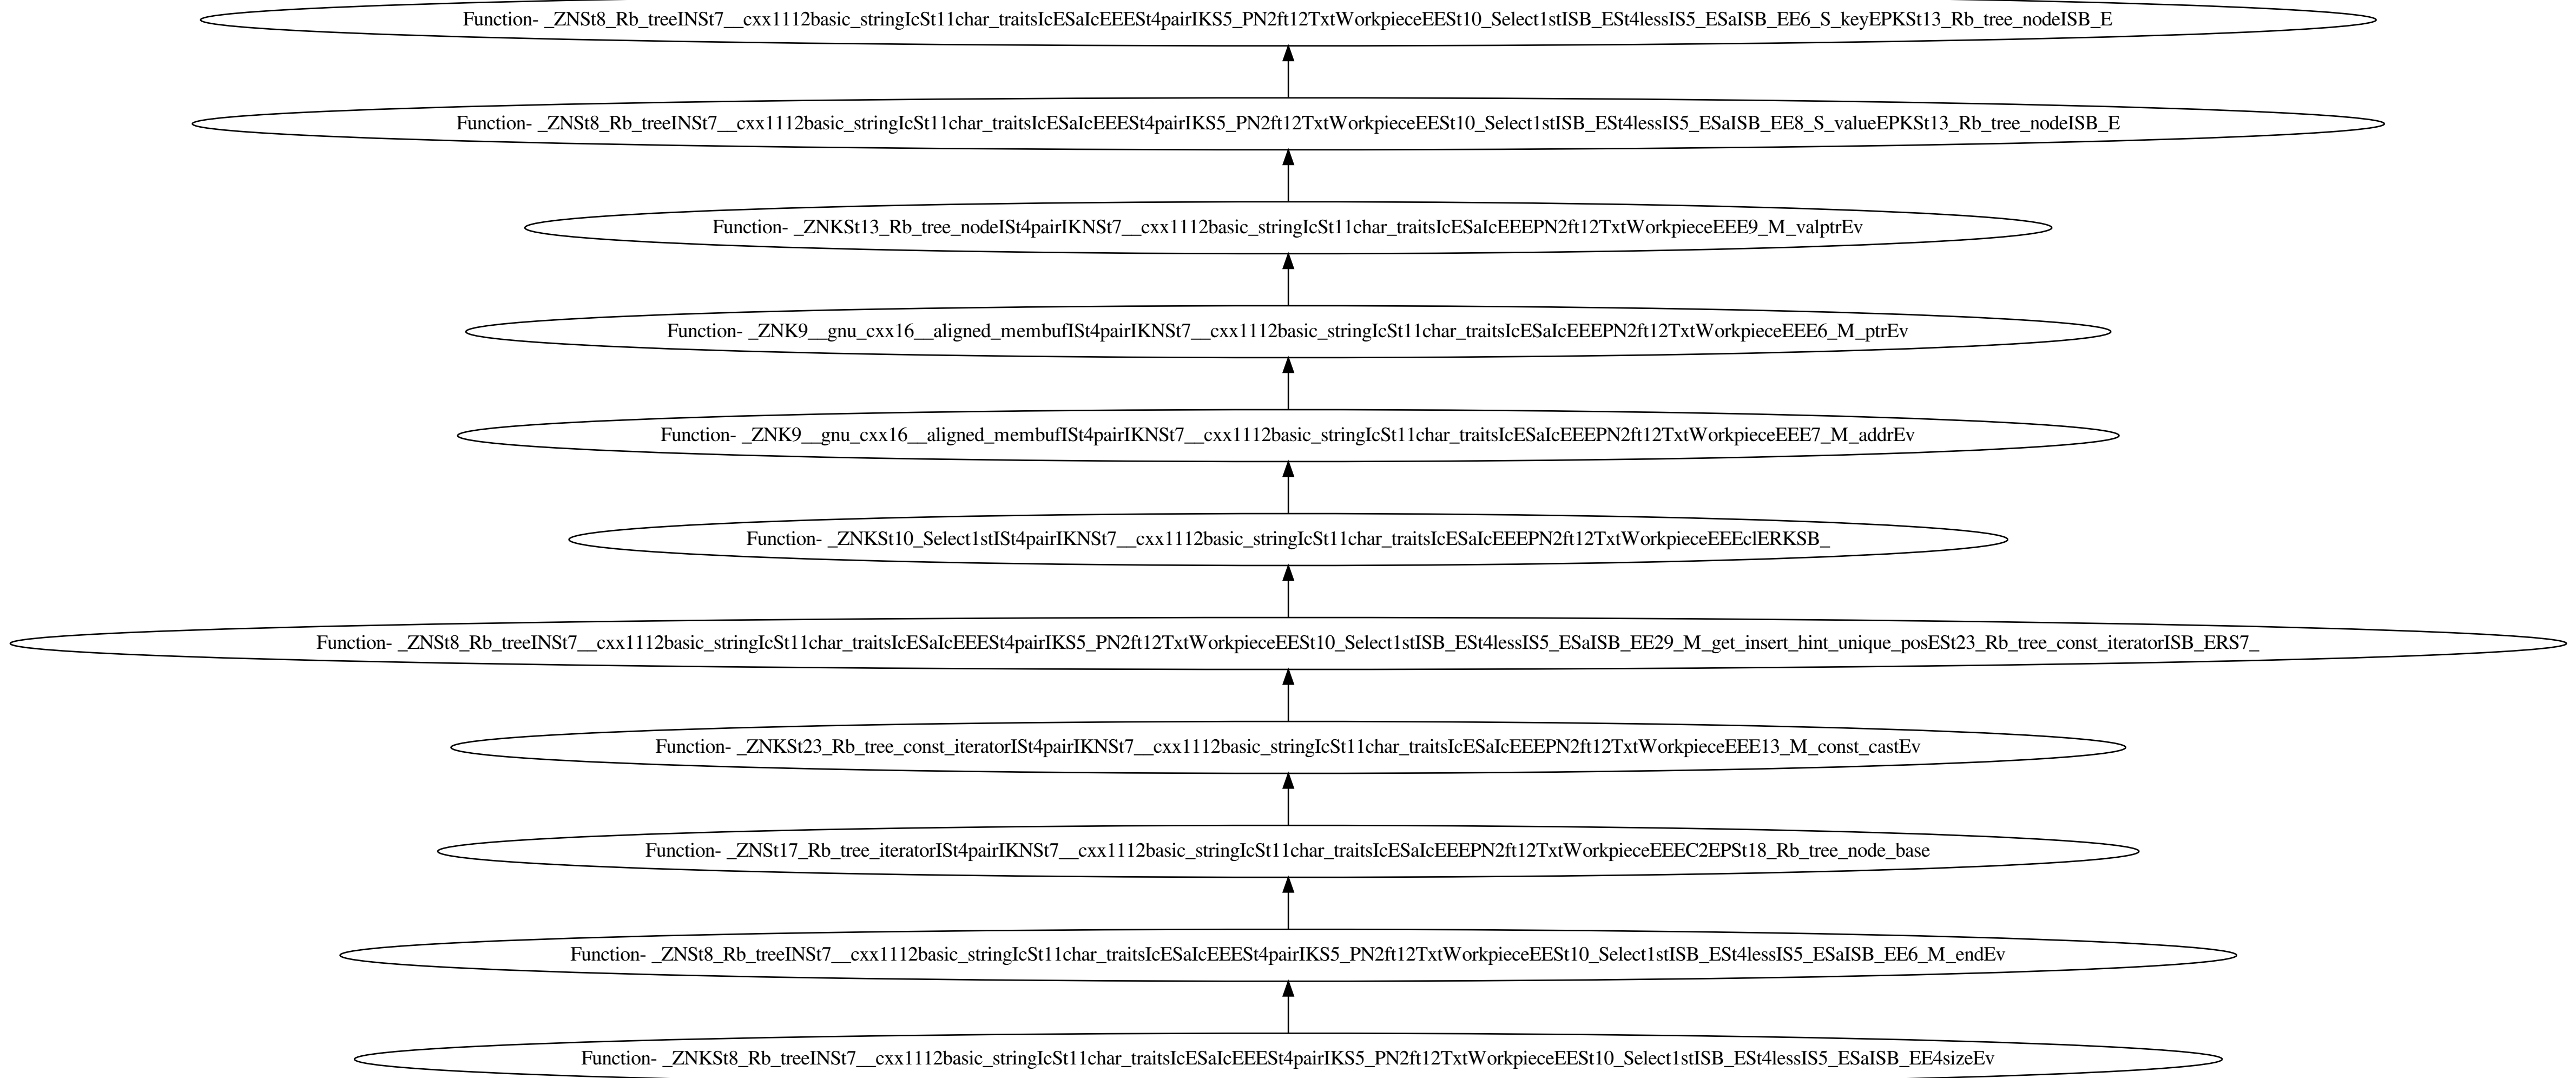 Function- _ZNSt8_Rb_treeINSt7__cxx1112basic_stringIcSt11char_traitsIcESaIcEEESt4pairIKS5_PN2ft12TxtWorkpieceEESt10_Select1stISB_ESt4lessIS5_ESaISB_EE6_S_keyEPKSt13_Rb_tree_nodeISB_E
Function- _ZNSt8_Rb_treeINSt7__cxx1112basic_stringIcSt11char_traitsIcESaIcEEESt4pairIKS5_PN2ft12TxtWorkpieceEESt10_Select1stISB_ESt4lessIS5_ESaISB_EE8_S_valueEPKSt13_Rb_tree_nodeISB_E
Function- _ZNKSt13_Rb_tree_nodeISt4pairIKNSt7__cxx1112basic_stringIcSt11char_traitsIcESaIcEEEPN2ft12TxtWorkpieceEEE9_M_valptrEv
Function- _ZNK9__gnu_cxx16__aligned_membufISt4pairIKNSt7__cxx1112basic_stringIcSt11char_traitsIcESaIcEEEPN2ft12TxtWorkpieceEEE6_M_ptrEv
Function- _ZNK9__gnu_cxx16__aligned_membufISt4pairIKNSt7__cxx1112basic_stringIcSt11char_traitsIcESaIcEEEPN2ft12TxtWorkpieceEEE7_M_addrEv
Function- _ZNKSt10_Select1stISt4pairIKNSt7__cxx1112basic_stringIcSt11char_traitsIcESaIcEEEPN2ft12TxtWorkpieceEEEclERKSB_
Function- _ZNSt8_Rb_treeINSt7__cxx1112basic_stringIcSt11char_traitsIcESaIcEEESt4pairIKS5_PN2ft12TxtWorkpieceEESt10_Select1stISB_ESt4lessIS5_ESaISB_EE29_M_get_insert_hint_unique_posESt23_Rb_tree_const_iteratorISB_ERS7_
Function- _ZNKSt23_Rb_tree_const_iteratorISt4pairIKNSt7__cxx1112basic_stringIcSt11char_traitsIcESaIcEEEPN2ft12TxtWorkpieceEEE13_M_const_castEv
Function- _ZNSt17_Rb_tree_iteratorISt4pairIKNSt7__cxx1112basic_stringIcSt11char_traitsIcESaIcEEEPN2ft12TxtWorkpieceEEEC2EPSt18_Rb_tree_node_base
Function- _ZNSt8_Rb_treeINSt7__cxx1112basic_stringIcSt11char_traitsIcESaIcEEESt4pairIKS5_PN2ft12TxtWorkpieceEESt10_Select1stISB_ESt4lessIS5_ESaISB_EE6_M_endEv
Function- _ZNKSt8_Rb_treeINSt7__cxx1112basic_stringIcSt11char_traitsIcESaIcEEESt4pairIKS5_PN2ft12TxtWorkpieceEESt10_Select1stISB_ESt4lessIS5_ESaISB_EE4sizeEv